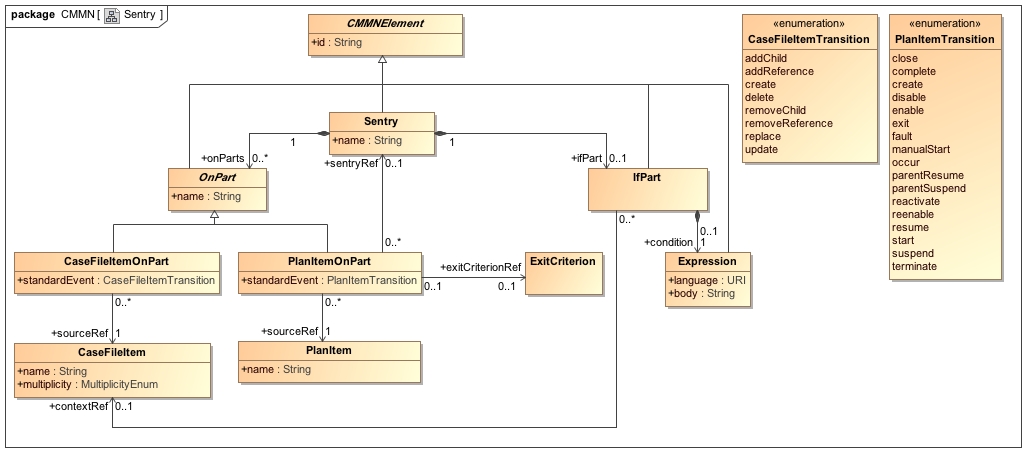 package CMMN [ Sentry ]
CMMNElement
+id : String
«enumeration»
CaseFileItemTransition
addChild
addReference
create
delete
removeChild
removeReference
replace
update
«enumeration»
PlanItemTransition
close
complete
create
disable
enable
exit
fault
manualStart
occur
parentResume
parentSuspend
reactivate
reenable
resume
start
suspend
terminate
Sentry
+name : String
1
1
+onParts 0..*
+sentryRef 0..1
+ifPart 0..1
OnPart
+name : String
IfPart
0..*
0..1
+condition 1
0..*
CaseFileItemOnPart
+standardEvent : CaseFileItemTransition
PlanItemOnPart
+standardEvent : PlanItemTransition
+exitCriterionRef
0..1
0..1
ExitCriterion
Expression
+language : URI
+body : String
0..*
+sourceRef 1
0..*
+sourceRef 1
CaseFileItem
+name : String
+multiplicity : MultiplicityEnum
PlanItem
+name : String
+contextRef 0..1